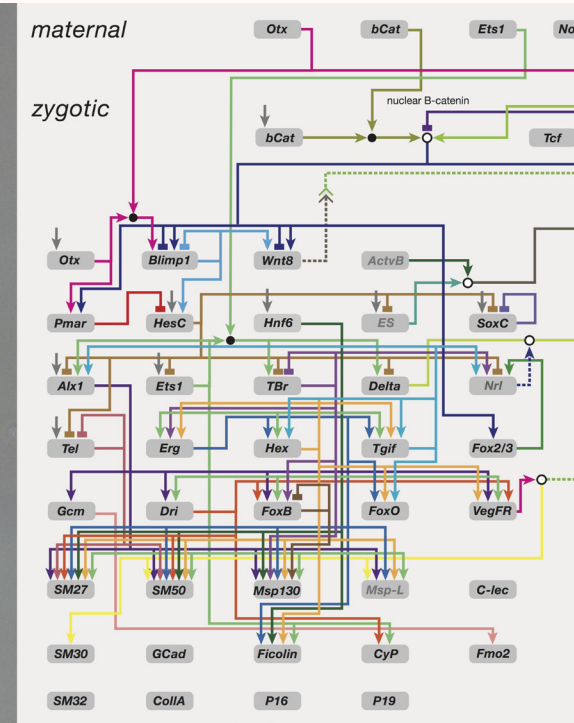 maternal
Otx bCat Ets1 No
zygotic
nuclear B-catenin
bCat Tcf
Otx Blimp1 Wnt8 ActvB
Pmar HesC Hnf6 ES SoxC
Alx1 Ets1 TBr Delta Nrl
Tel Erg Hex Tgif Fox2/3
Gcm Dri FoxB FoxO VegFR
SM27 SM50 Msp130 Msp-L C-lec
SM30 GCad Ficolin CyP Fmo2
SM32 CollA P16 P19